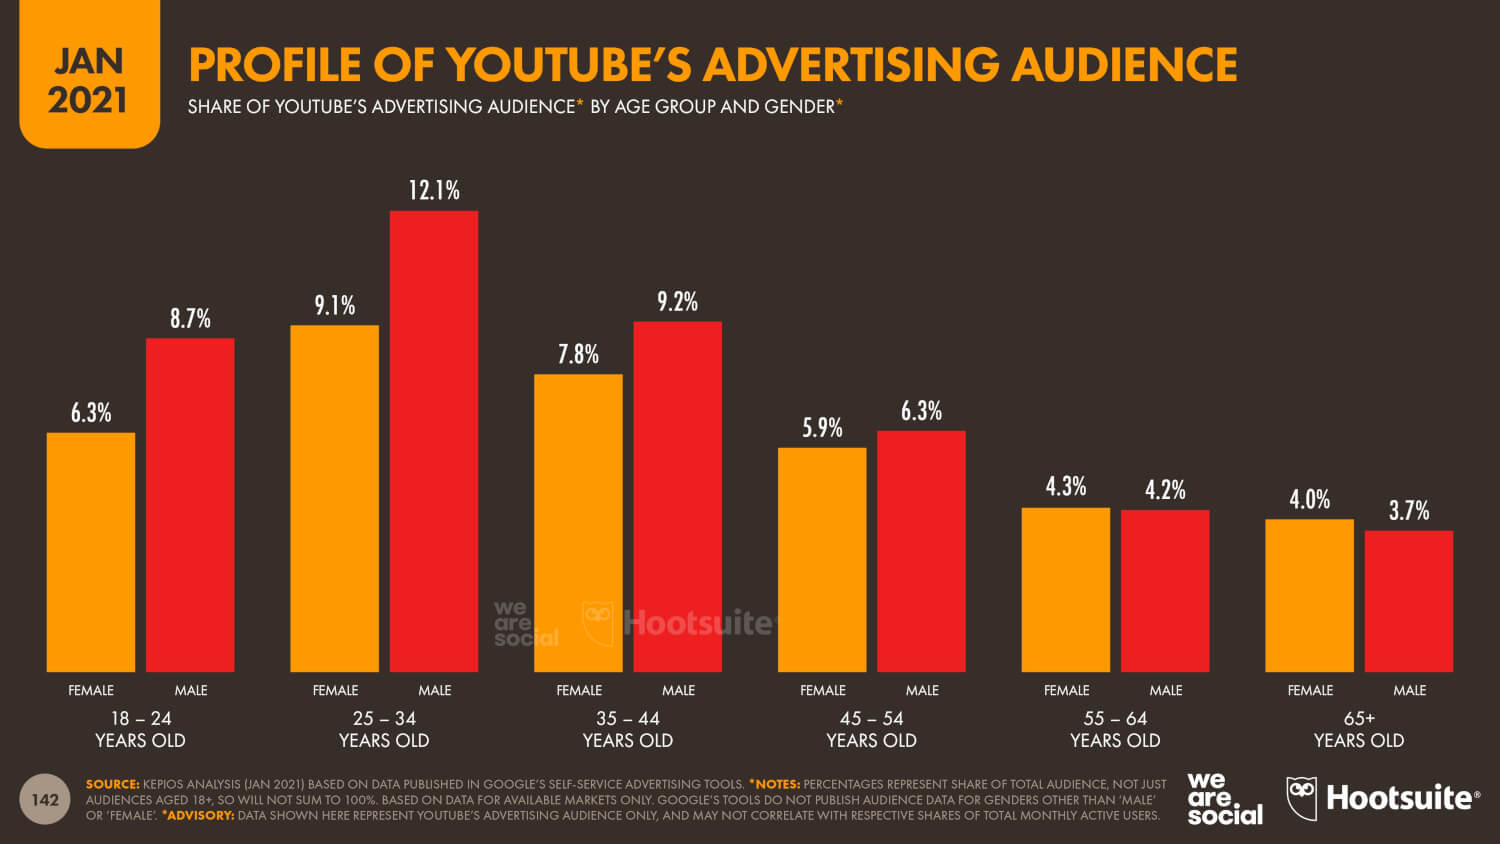 JAN
2021
PROFILE OF YOUTUBE'S ADVERTISING AUDIENCE
SHARE OF YOUTUBE'S ADVERTISING AUDIENCE* BY AGE GROUP AND GENDER*
6.3%
8.7%
9.1%
12.1%
7.8%
9.2%
5.9%
6.3%
4.3%
4.2%
4.0%
3.7%
we
are
social
Hootsuite®
FEMALE MALE FEMALE MALE FEMALE MALE FEMALE MALE FEMALE MALE FEMALE MALE
18 – 24 25 – 34 35 – 44 45 – 54 55 – 64 65+
YEARS OLD YEARS OLD YEARS OLD YEARS OLD YEARS OLD YEARS OLD
142
SOURCE: KEPIOS ANALYSIS (JAN 2021) BASED ON DATA PUBLISHED IN GOOGLE'S SELF-SERVICE ADVERTISING TOOLS. *NOTES: PERCENTAGES REPRESENT SHARE OF TOTAL AUDIENCE, NOT JUST
AUDIENCES AGED 18+, SO WILL NOT SUM TO 100%. BASED ON DATA FOR AVAILABLE MARKETS ONLY. GOOGLE'S TOOLS DO NOT PUBLISH AUDIENCE DATA FOR GENDERS OTHER THAN 'MALE'
OR 'FEMALE'. *ADVISORY: DATA SHOWN HERE REPRESENT YOUTUBE'S ADVERTISING AUDIENCE ONLY, AND MAY NOT CORRELATE WITH RESPECTIVE SHARES OF TOTAL MONTHLY ACTIVE USERS.
we
are
social
Hootsuite®